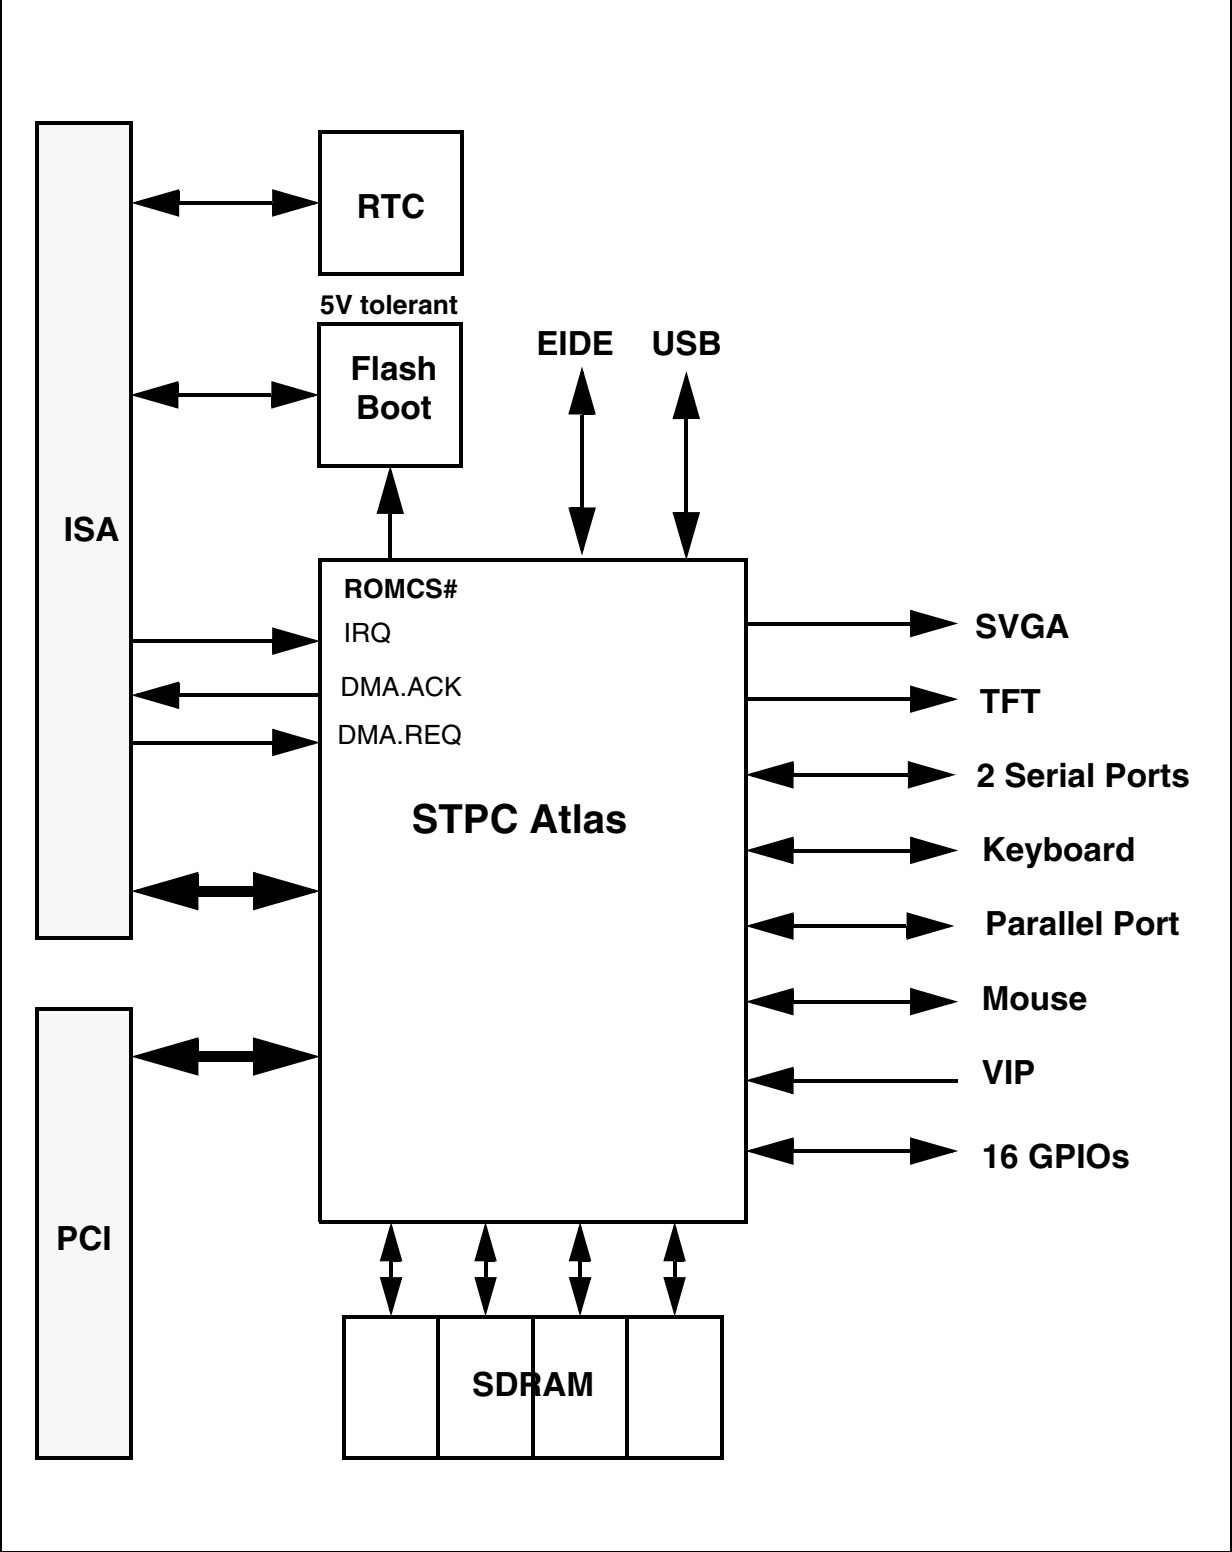 RTC
5V tolerant
Flash
Boot
EIDE
USB
ISA
ROMCS#
IRQ
DMA.ACK
DMA.REQ
STPC Atlas
SVGA
TFT
2 Serial Ports
Keyboard
Parallel Port
Mouse
VIP
16 GPIOs
PCI
SDRAM